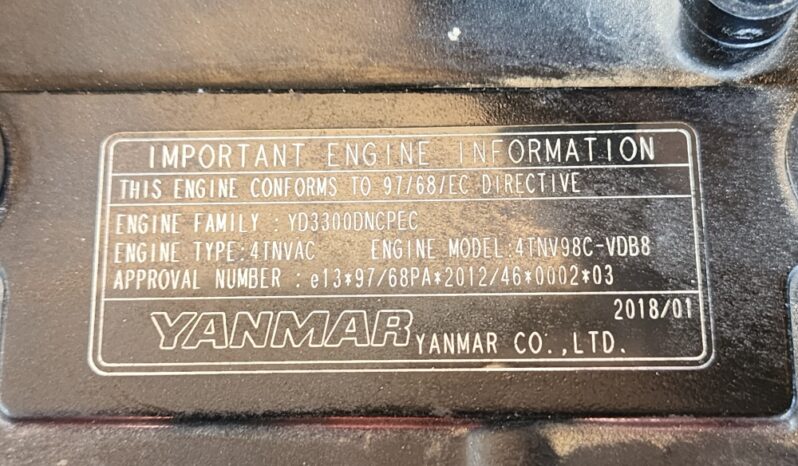 IMPORTANT ENGINE INFORMATION
THIS ENGINE CONFORMS TO 97/68/EC DIRECTIVE
ENGINE FAMILY : YD3300DNCPEC
ENGINE TYPE:4TNVAC ENGINE MODEL:4TNV98C-VDB8
APPROVAL NUMBER : e13*97/68PA*2012/46*0002*03
2018/01
YANMAR YANMAR CO.,LTD.